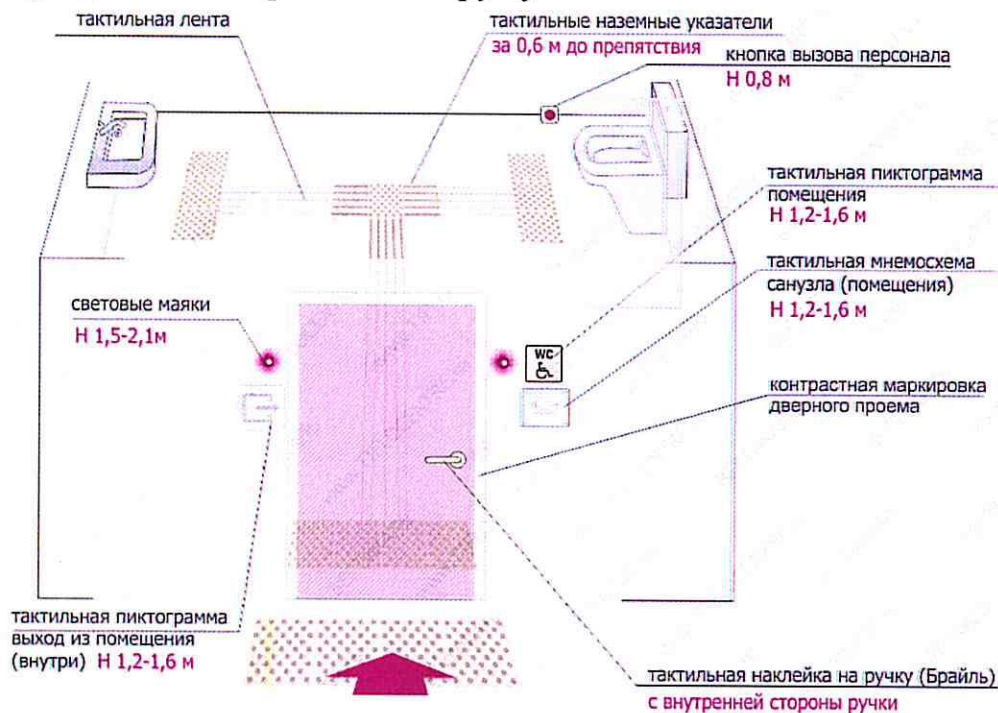 тактильная лента
тактильные наземные указатели
за 0,6 м до препятствия
кнопка вызова персонала
Н 0,8 м
тактильная пиктограмма
помещения
Н 1,2-1,6 м
тактильная мнемосхема
санузла (помещения)
Н 1,2-1,6 м
световые маяки
Н 1,5-2,1м
WC
контрастная маркировка
дверного проема
тактильная пиктограмма
выход из помещения
(внутри) Н 1,2-1,6 м
тактильная наклейка на ручку (Брайль)
с внутренней стороны ручки